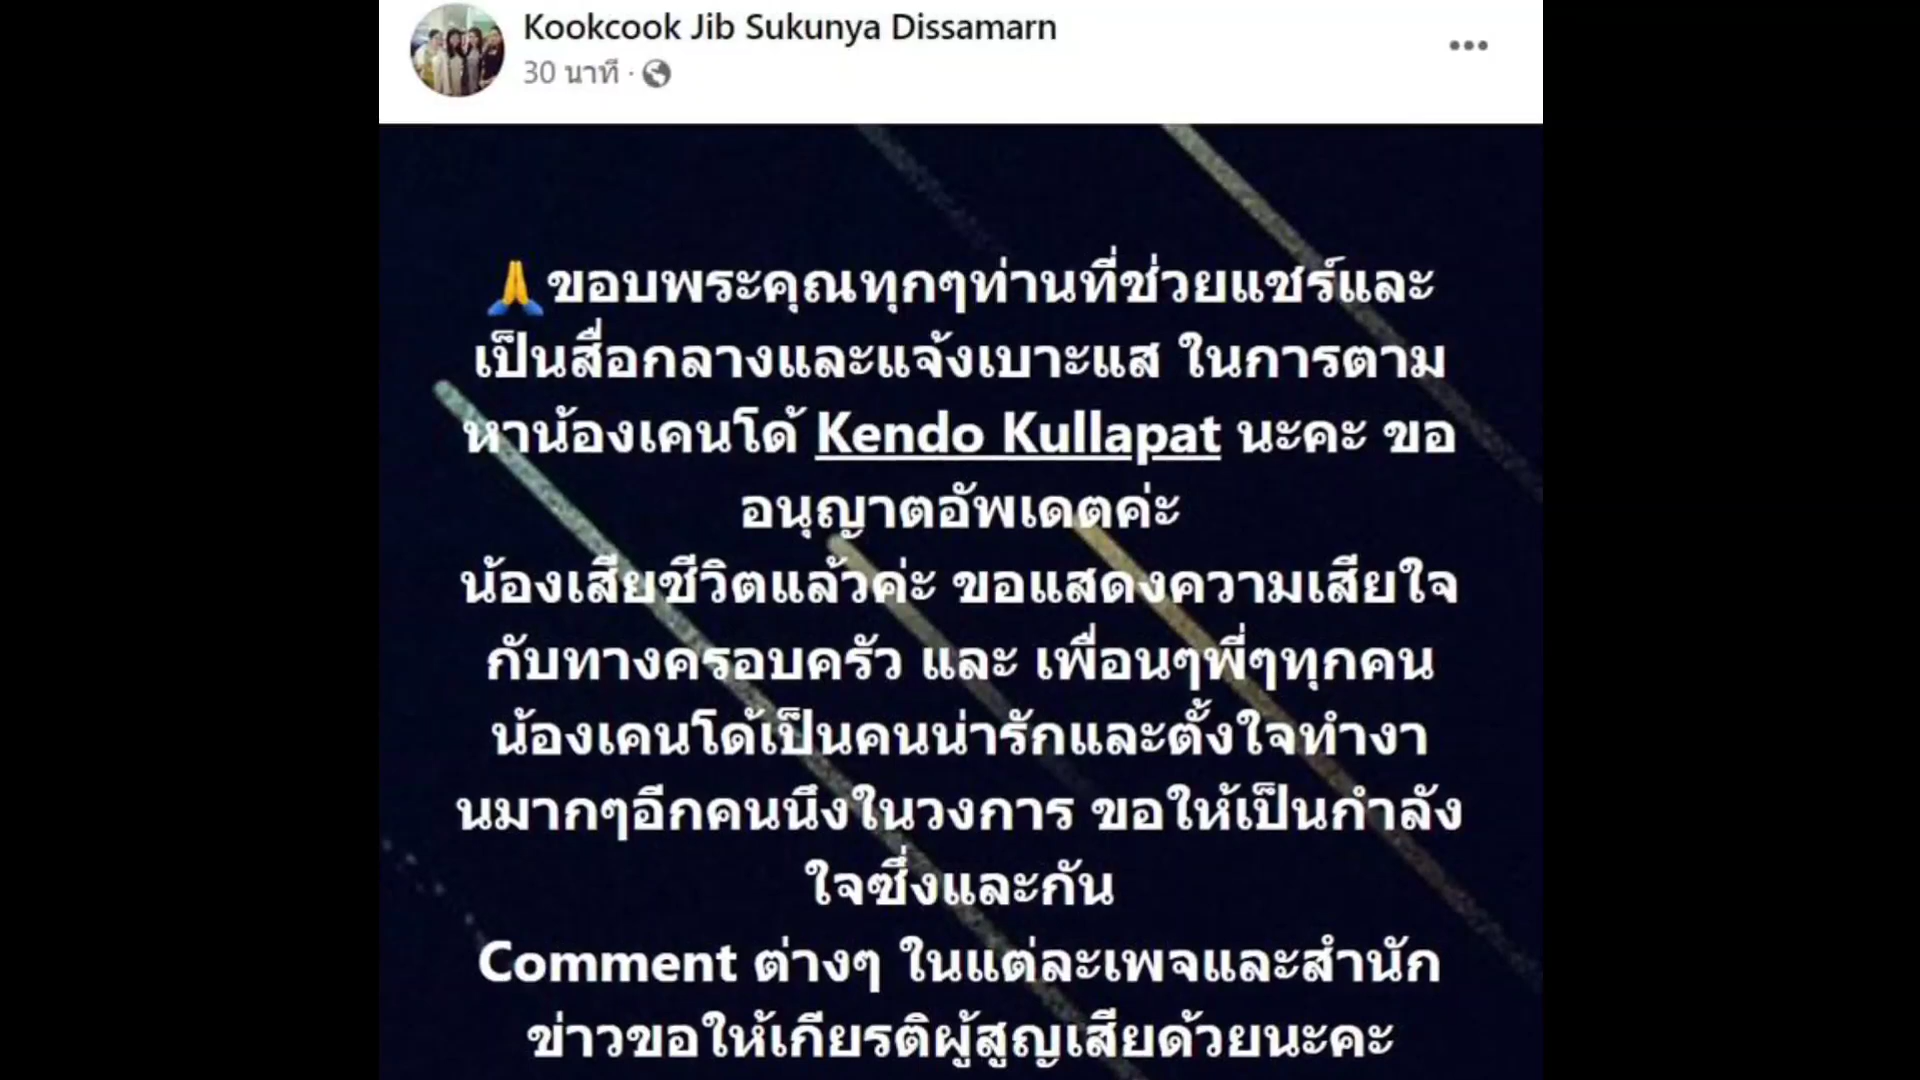 Kookcook Jib Sukunya Dissamarn
30 นาที ·
🙏ขอบพระคุณทุกๆท่านที่ช่วยแชร์และ
เป็นสื่อกลางและแจ้งเบาะแส ในการตาม
หาน้องเคนโด้ Kendo Kullapat นะคะ ขอ
อนุญาตอัพเดตค่ะ
น้องเสียชีวิตแล้วค่ะ ขอแสดงความเสียใจ
กับทางครอบครัว และ เพื่อนๆพี่ๆทุกคน
น้องเคนโด้เป็นคนน่ารักและตั้งใจทำงา
นมากๆอีกคนนึงในวงการ ขอให้เป็นกำลัง
ใจซึ่งและกัน
Comment ต่างๆ ในแต่ละเพจและสำนัก
ข่าวขอให้เกียรติผู้สูญเสียด้วยนะคะ